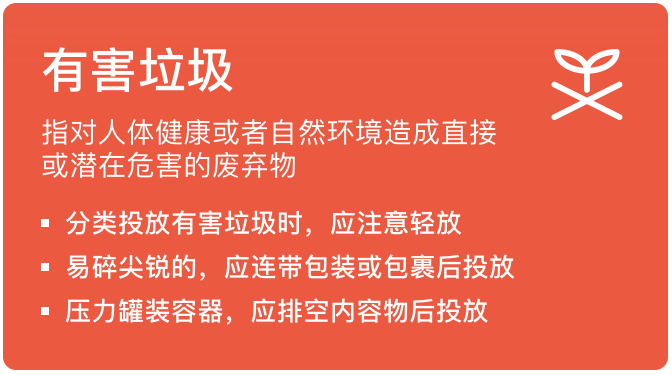 有害垃圾
指对人体健康或者自然环境造成直接
或潜在危害的废弃物
分类投放有害垃圾时，应注意轻放
易碎尖锐的，应连带包装或包裹后投放
压力罐装容器，应排空内容物后投放